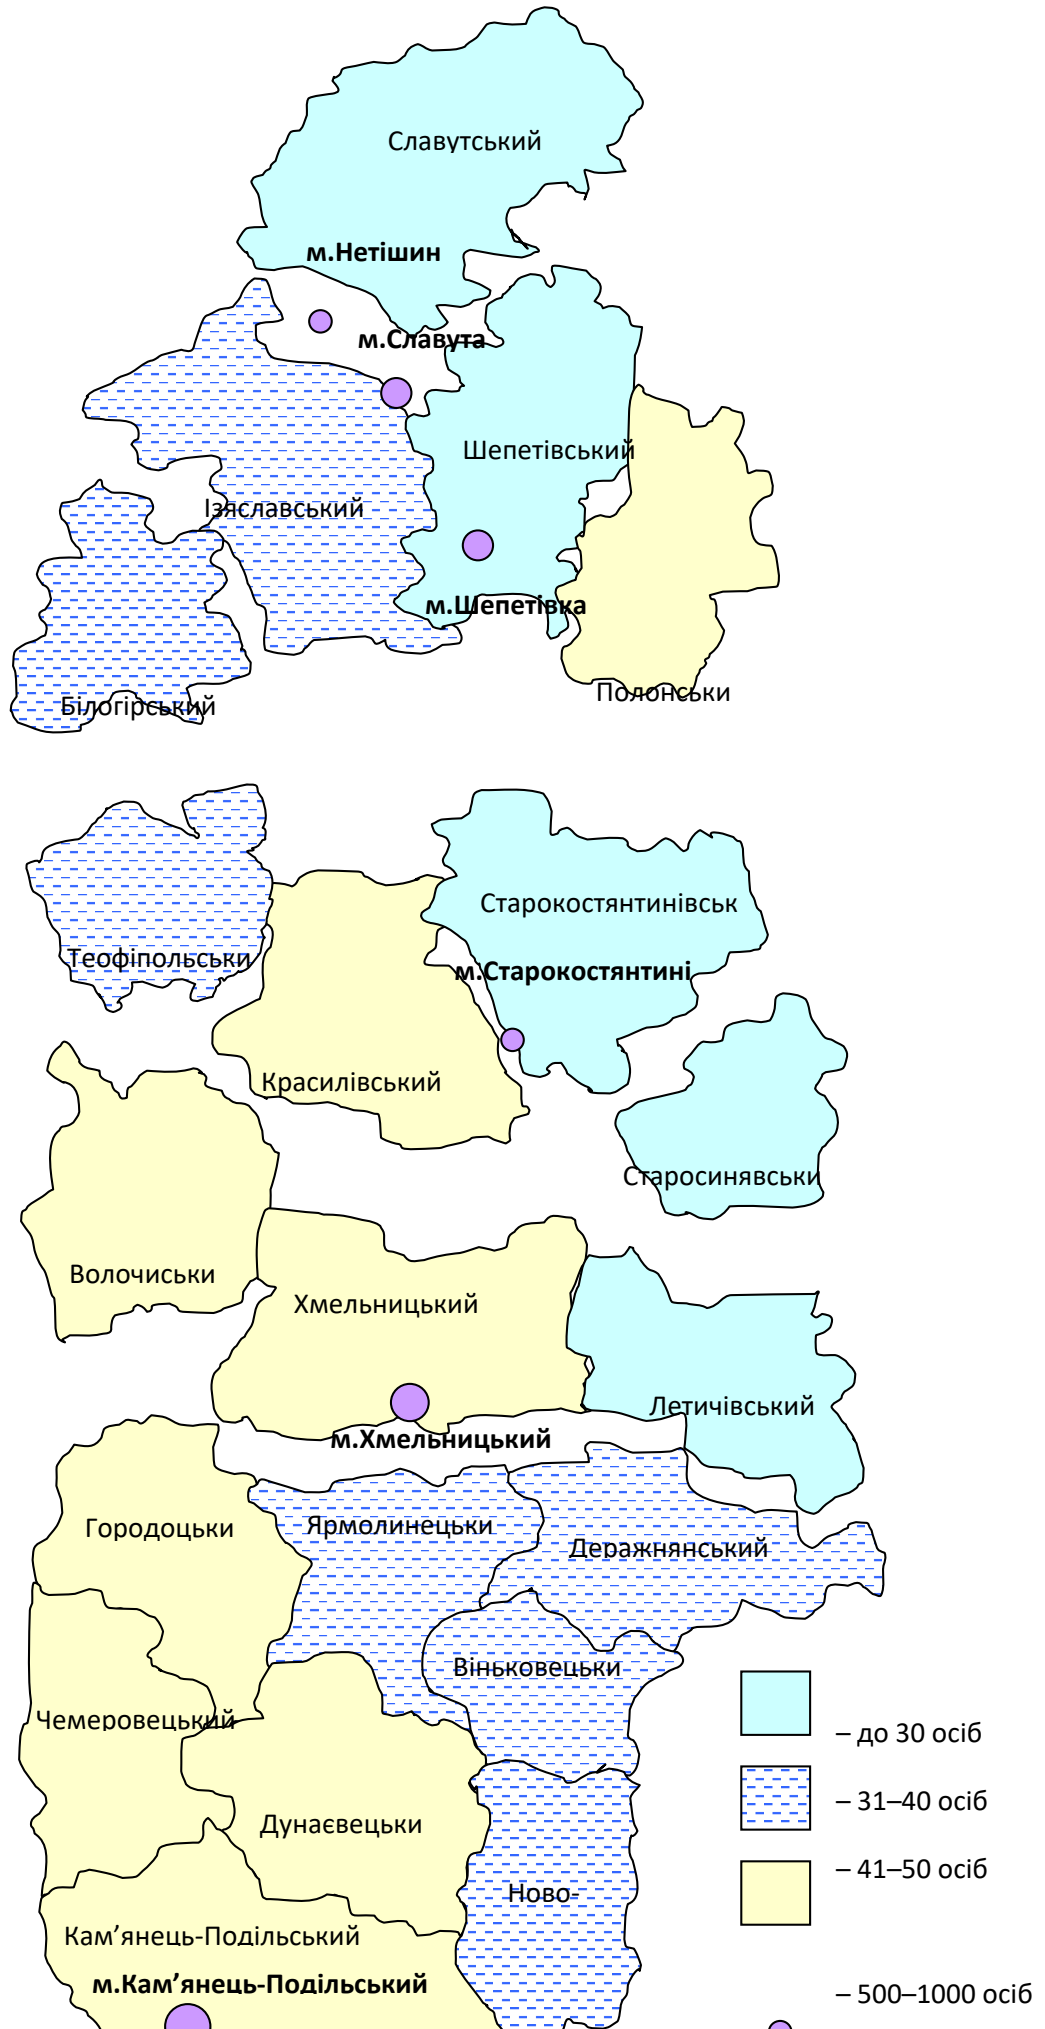 Славутський
м.Нетішин
м.Славута
Шепетівський
Ізяславський
м.Шепетівка
Полонськи
Білогірський
Старокостянтинівськ
Теофіпольськи
м.Старокостянтині
Красилівський
Старосинявськи
Волочиськи
Хмельницький
Летичівський
м.Хмельницький
Городоцьки
Ярмолинецьки
Деражнянський
Віньковецьки
Чемеровецький
– до 30 осіб
– 31–40 осіб
Дунаєвецьки
– 41–50 осіб
Ново-
Кам’янець-Подільський
м.Кам’янець-Подільський
– 500–1000 осіб